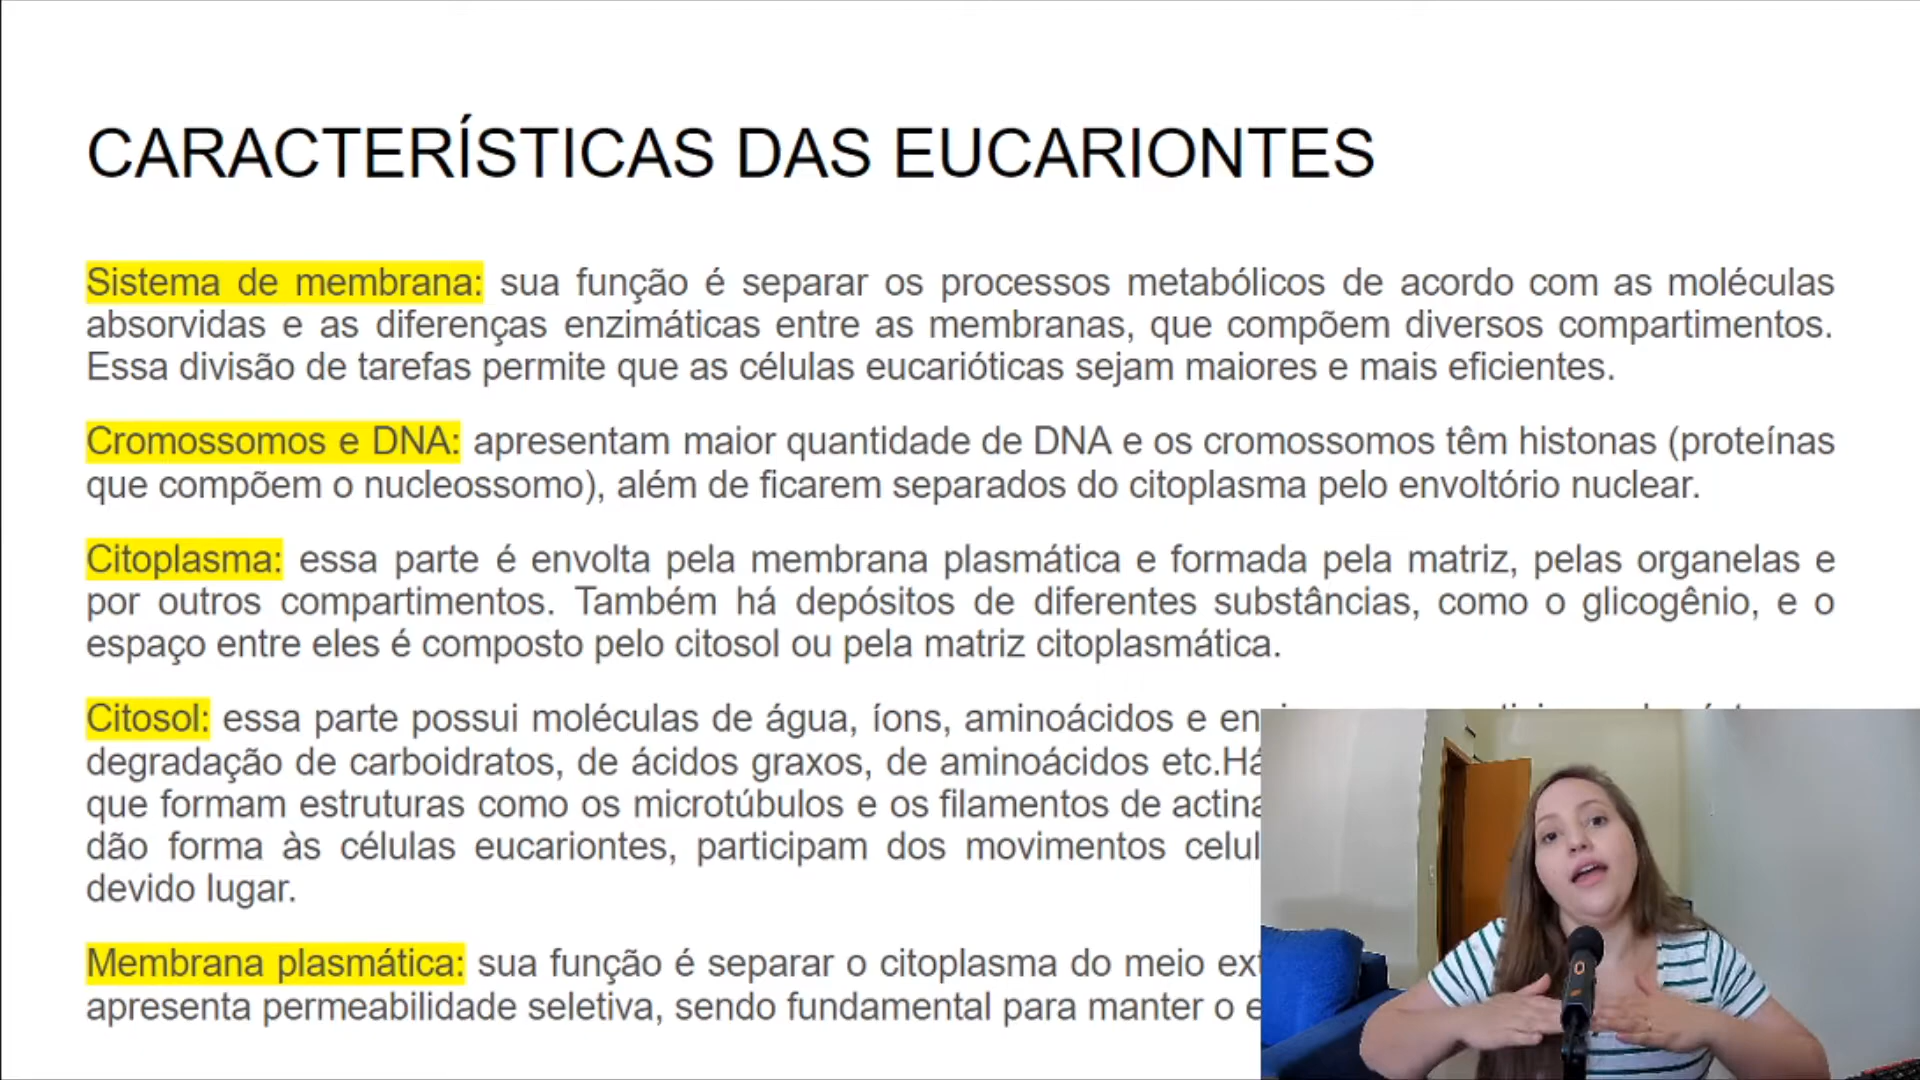 CARACTERÍSTICAS DAS EUCARIONTES
Sistema de membrana: sua função é separar os processos metabólicos de acordo com as moléculas
absorvidas e as diferenças enzimáticas entre as membranas, que compõem diversos compartimentos.
Essa divisão de tarefas permite que as células eucarióticas sejam maiores e mais eficientes.
Cromossomos e DNA: apresentam maior quantidade de DNA e os cromossomos têm histonas (proteínas
que compõem o nucleossomo), além de ficarem separados do citoplasma pelo envoltório nuclear.
Citoplasma: essa parte é envolta pela membrana plasmática e formada pela matriz, pelas organelas e
por outros compartimentos. Também há depósitos de diferentes substâncias, como o glicogênio, e o
espaço entre eles é composto pelo citosol ou pela matriz citoplasmática.
Citosol: essa parte possui moléculas de água, íons, aminoácidos e
degradação de carboidratos, de ácidos graxos, de aminoácidos etc.Há
que formam estruturas como os microtúbulos e os filamentos de actina
dão forma às células eucariontes, participam dos movimentos
devido lugar.
Membrana plasmática: sua função é separar o citoplasma do meio
apresenta permeabilidade seletiva, sendo fundamental para manter o